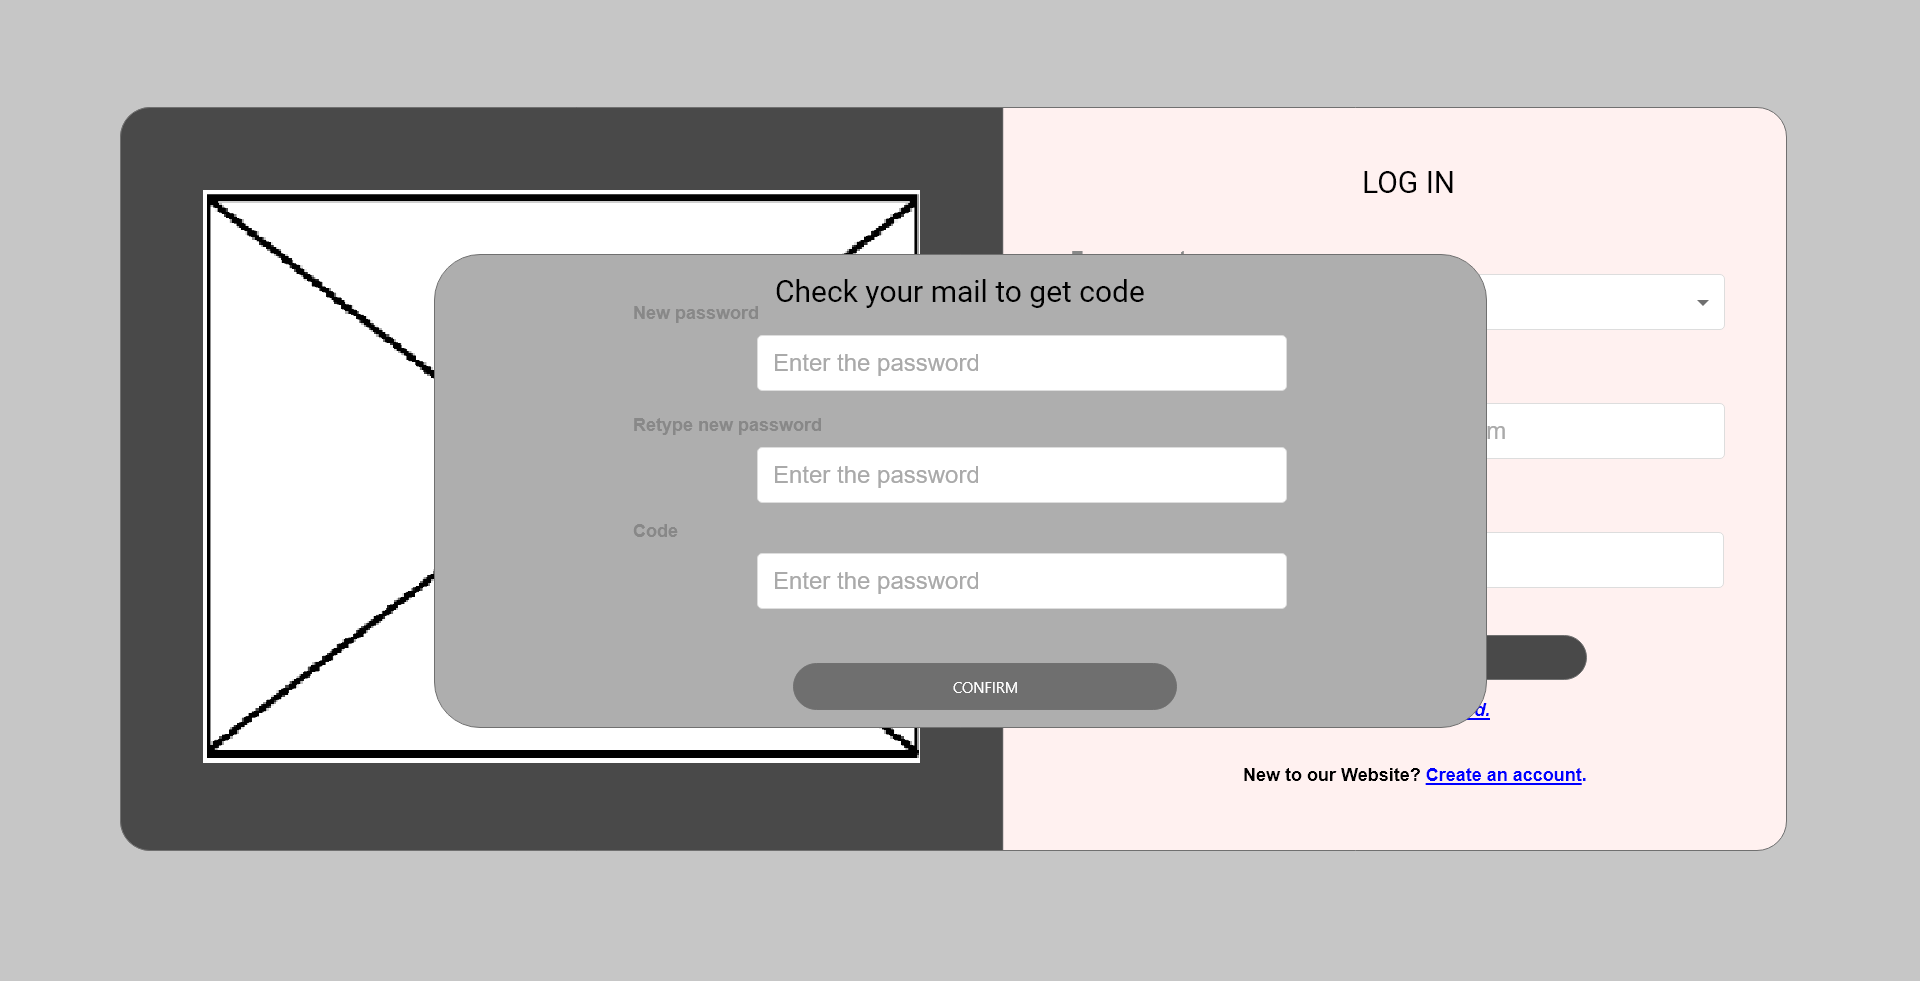 LOG IN
Check your mail to get code
New password
Enter the password
Retype new password
Enter the password
m
Code
Enter the password
CONFIRM
d.
New to our Website? Create an account.